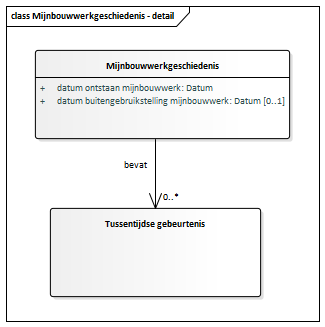 class Mijnbouwwerkgeschiedenis - detail
Mijnbouwwerkgeschiedenis
+ datum ontstaan mijnbouwwerk: Datum
+ datum buitengebruikstelling mijnbouwwerk: Datum [0..1]
bevat
0..*
Tussentijdse gebeurtenis